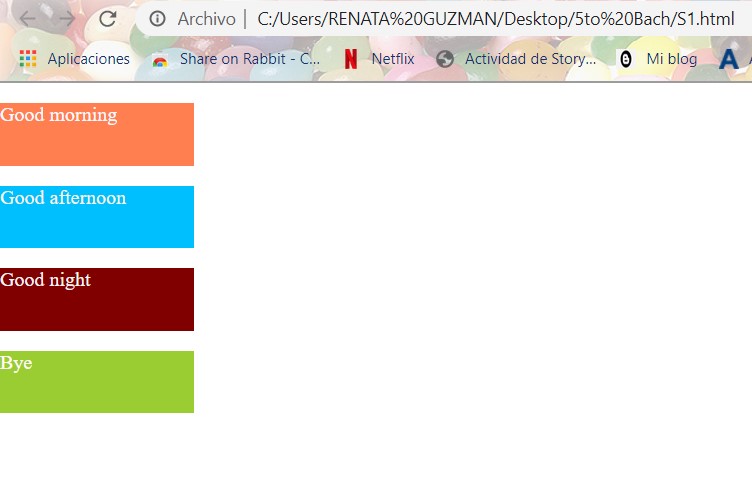 Archivo | C:/Users/RENATA%20GUZMAN/Desktop/5to%20Bach/S1.html
Aplicaciones Share on Rabbit - C... Netflix Actividad de Story... Mi blog
Good morning
Good afternoon
Good night
Bye